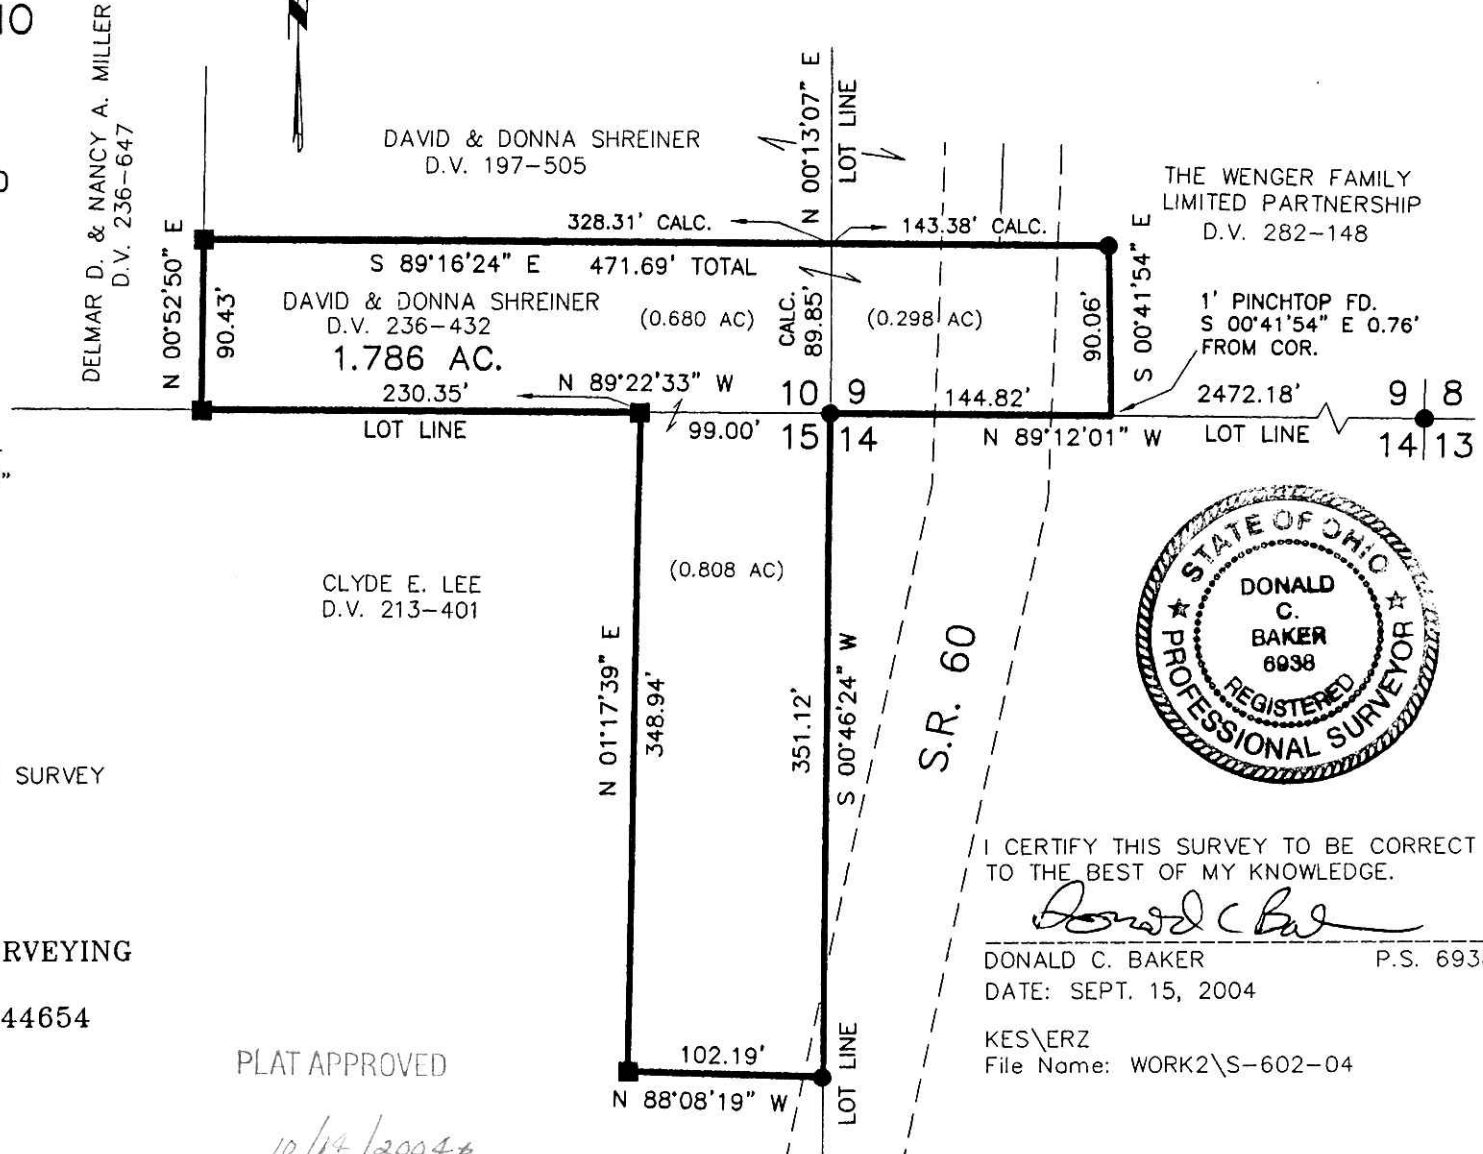 DELMAR D. & NANCY A. MILLER
D.V. 236-647
DAVID & DONNA SHREINER
D.V. 197-505
N 00°13'07" E
LOT LINE
THE WENGER FAMILY
LIMITED PARTNERSHIP
D.V. 282-148
328.31' CALC.
143.38' CALC.
S 89°16'24" E 471.69' TOTAL
N 00°52'50" E
90.43'
DAVID & DONNA SHREINER
D.V. 236-432
1.786 AC.
(0.680 AC)
CALC.
89.85'
(0.298 AC)
90.06'
S 00°41'54" E
1' PINCHTOP FD.
S 00°41'54" E 0.76'
FROM COR.
230.35'
N 89°22'33" W
10 9
144.82'
2472.18'
9 8
LOT LINE
99.00'
15 14
N 89°12'01" W
LOT LINE
14 13
CLYDE E. LEE
D.V. 213-401
(0.808 AC)
N 01°17'39" E
348.94'
351.12'
S 00°46'24" W
S.R. 60
STATE OF OHIO
DONALD
C.
BAKER
6938
REGISTERED
PROFESSIONAL SURVEYOR
SURVEY
I CERTIFY THIS SURVEY TO BE CORRECT
TO THE BEST OF MY KNOWLEDGE.
Donald C Baker
DONALD C. BAKER P.S. 693
DATE: SEPT. 15, 2004
KES\ERZ
File Name: WORK2\S-602-04
RVEYING
44654
102.19'
N 88°08'19" W
LOT LINE
PLAT APPROVED
10/14/2004